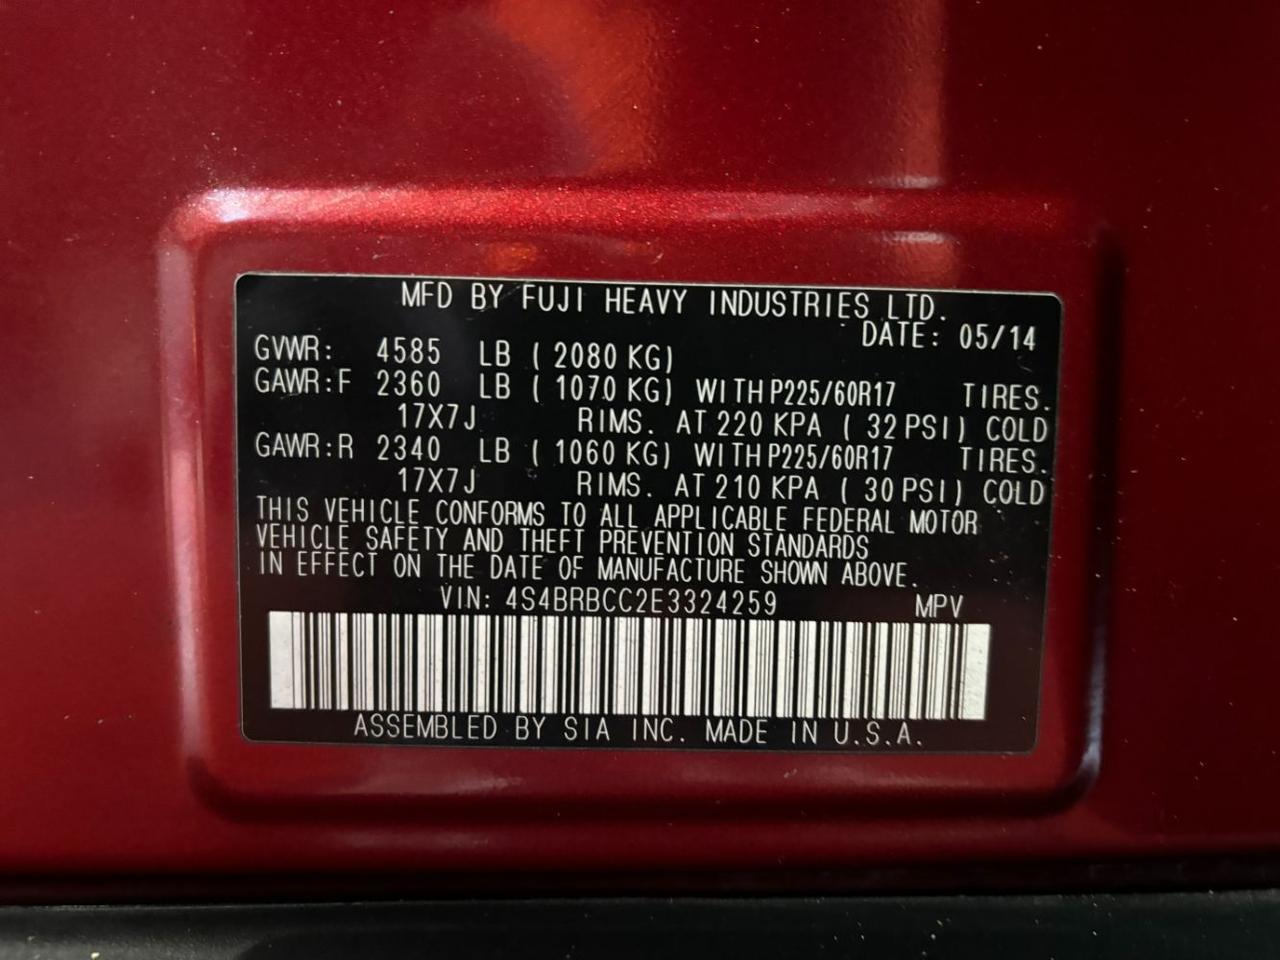 MFD BY FUJI HEAVY INDUSTRIES LTD.
DATE: 05/14
GVWR: 4585 LB ( 2080 KG)
GAWR:F 2360 LB ( 1070 KG) WITH P225/60R17 TIRES.
17X7J RIMS. AT 220 KPA ( 32 PSI) COLD
GAWR:R 2340 LB ( 1060 KG) WITH P225/60R17 TIRES.
17X7J RIMS. AT 210 KPA ( 30 PSI) COLD
THIS VEHICLE CONFORMS TO ALL APPLICABLE FEDERAL MOTOR
VEHICLE SAFETY AND THEFT PREVENTION STANDARDS
IN EFFECT ON THE DATE OF MANUFACTURE SHOWN ABOVE.
VIN: 4S4BRBCC2E3324259 MPV
ASSEMBLED BY SIA INC. MADE IN U.S.A.